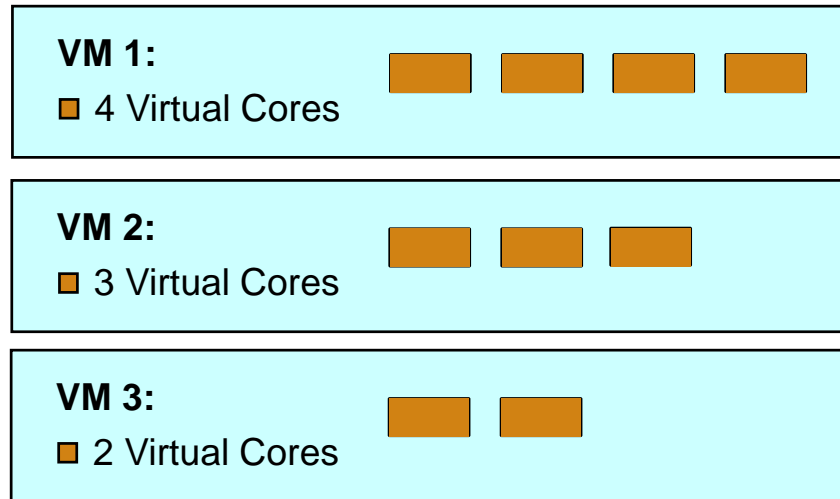 VM 1:
4 Virtual Cores
VM 2:
3 Virtual Cores
VM 3:
2 Virtual Cores